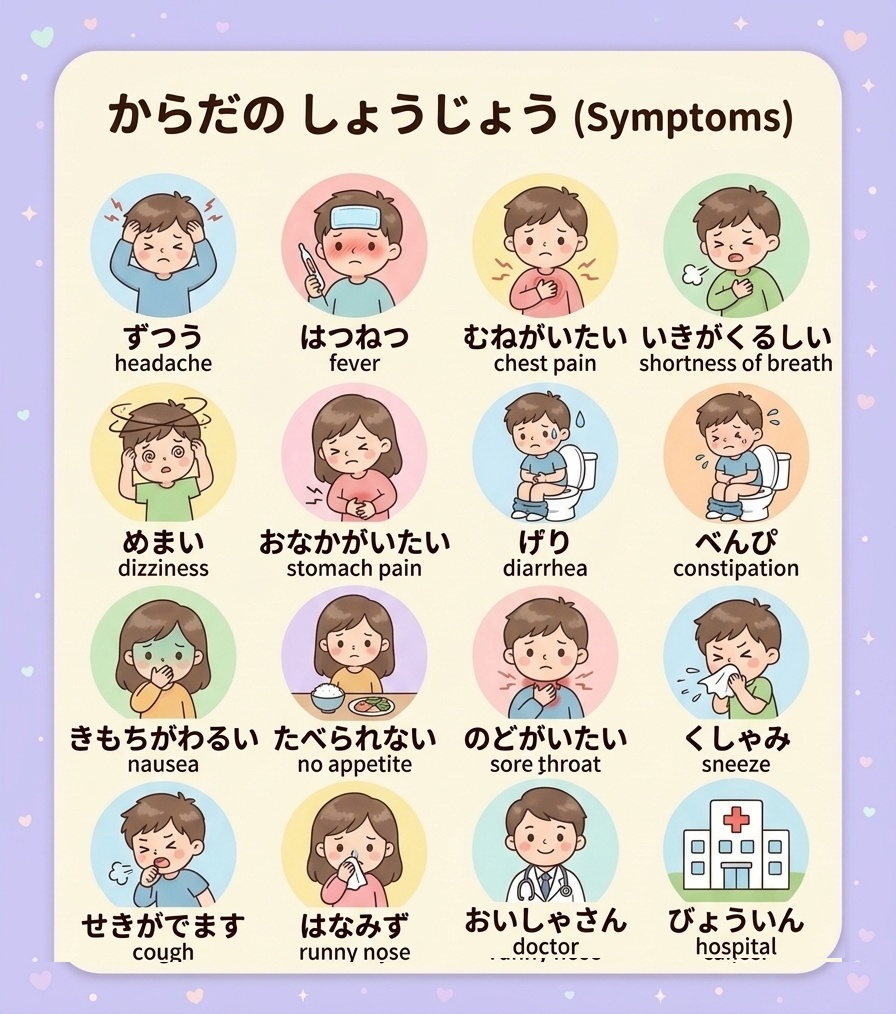 からだの しょうじょう (Symptoms)
ずつう
headache
はつねつ
fever
むねがいたい
chest pain
いきがくるしい
shortness of breath
めまい
dizziness
おなかがいたい
stomach pain
げり
diarrhea
べんぴ
constipation
きもちがわるい
nausea
たべられない
no appetite
のどがいたい
sore throat
くしゃみ
sneeze
せきがでます
cough
はなみず
runny nose
おいしゃさん
doctor
びょういん
hospital